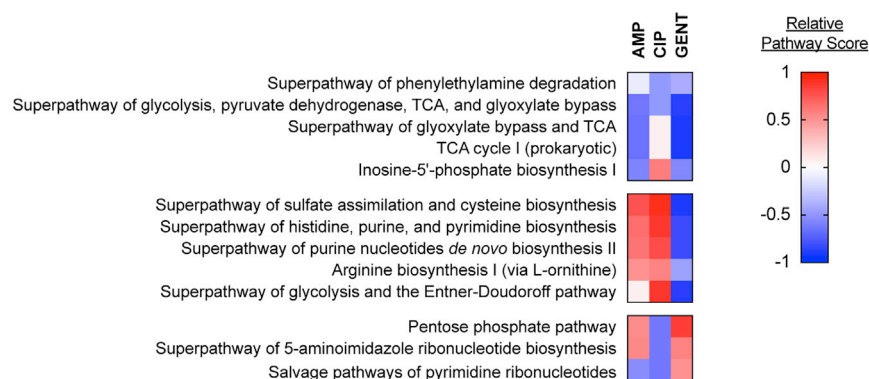 AMP CIP GENT
Relative
Pathway Score
Superpathway of phenylethylamine degradation
Superpathway of glycolysis, pyruvate dehydrogenase, TCA, and glyoxylate bypass
Superpathway of glyoxylate bypass and TCA
TCA cycle I (prokaryotic)
Inosine-5'-phosphate biosynthesis I
1
0.5
0
-0.5
-1
Superpathway of sulfate assimilation and cysteine biosynthesis
Superpathway of histidine, purine, and pyrimidine biosynthesis
Superpathway of purine nucleotides de novo biosynthesis II
Arginine biosynthesis I (via L-ornithine)
Superpathway of glycolysis and the Entner-Doudoroff pathway
Pentose phosphate pathway
Superpathway of 5-aminoimidazole ribonucleotide biosynthesis
Salvage pathways of pyrimidine ribonucleotides